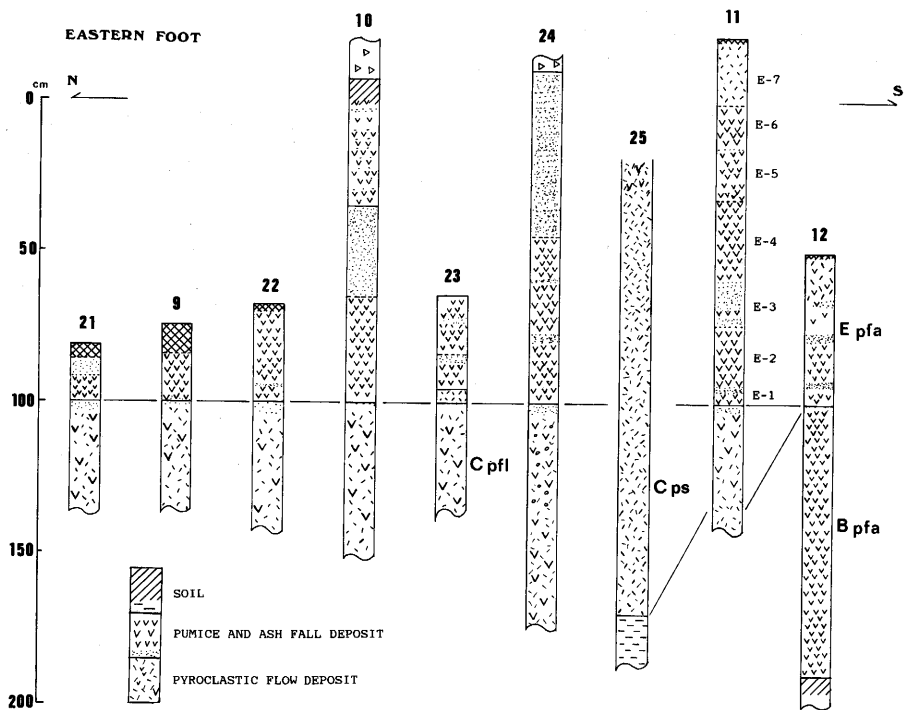 EASTERN FOOT
10
24
11
cm
N
S
0
E-7
E-6
25
E-5
50
E-4
12
23
22
9
21
E-3
E pfa
E-2
E-1
100
C pfl
C ps
B pfa
150
SOIL
PUMICE AND ASH FALL DEPOSIT
PYROCLASTIC FLOW DEPOSIT
200